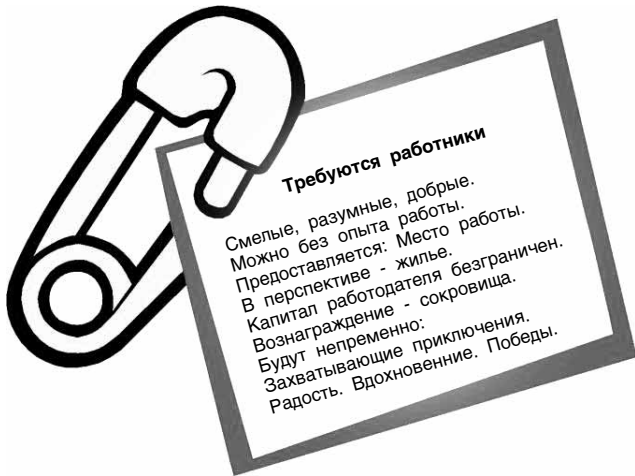 Требуются работники
Смелые, разумные, добрые.
Можно без опыта работы.
Предоставляется: Место работы.
В перспективе - жилье.
Капитал работодателя безграничен.
Вознаграждение - сокровища.
Будут непременно:
Захватывающие приключения.
Радость. Вдохновенние. Победы.